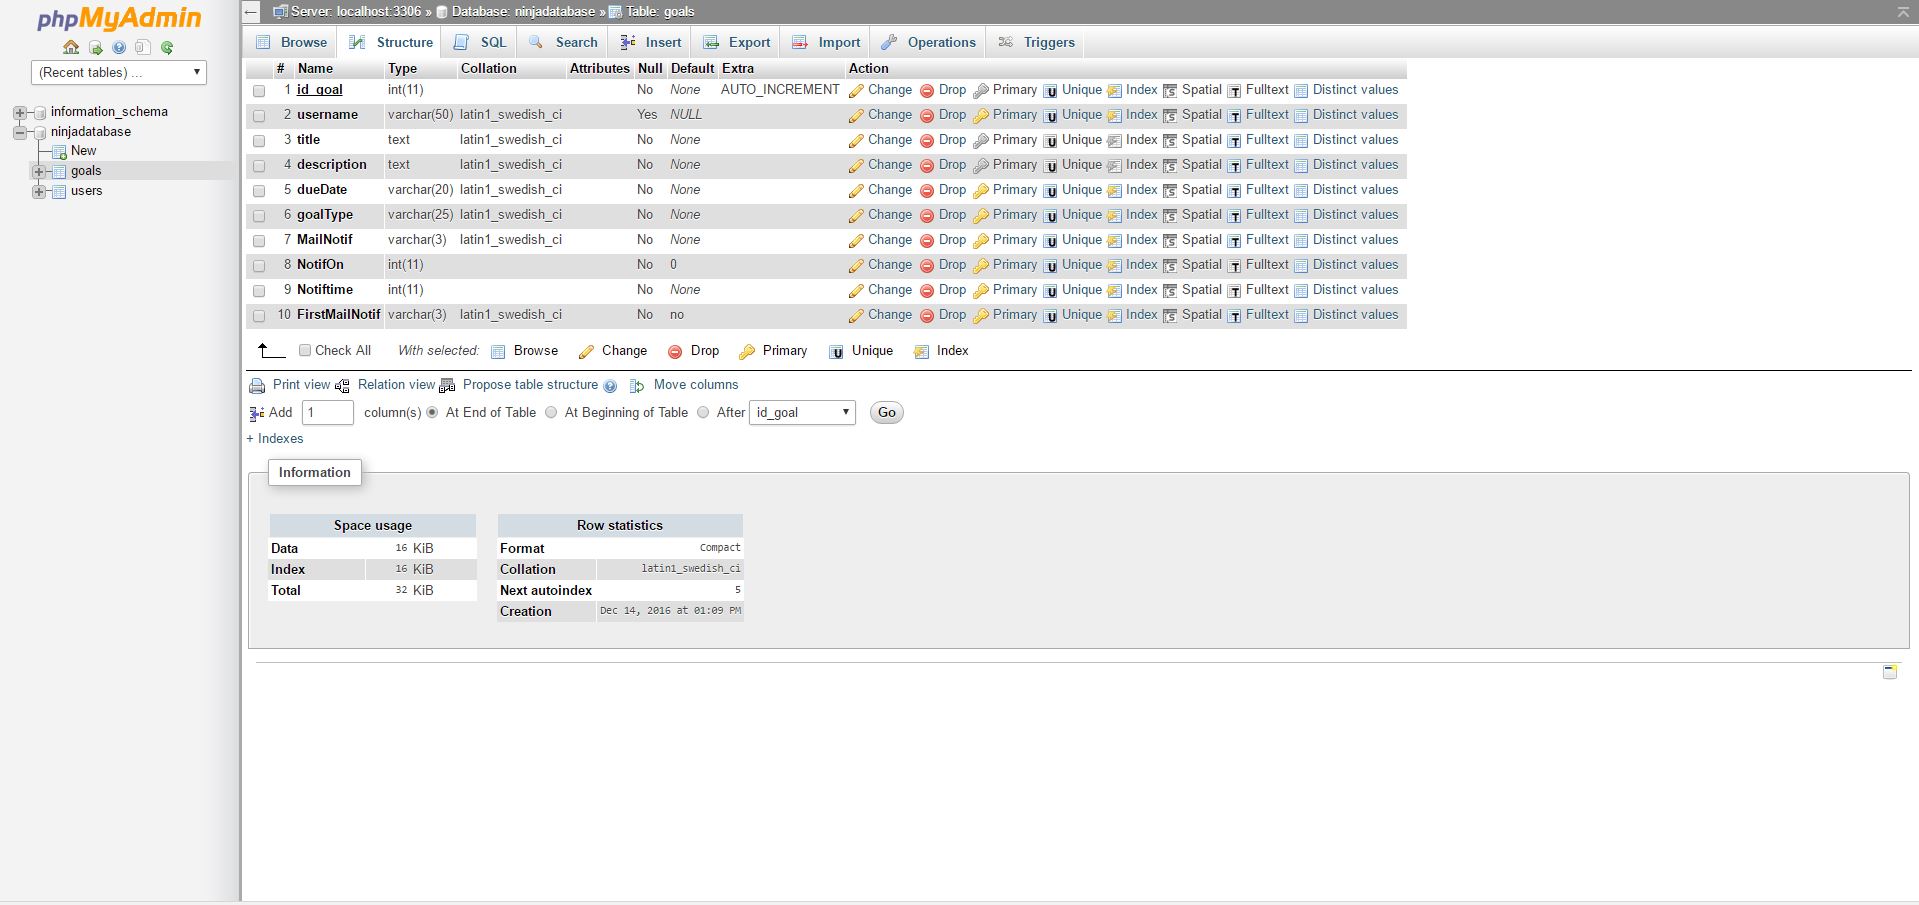 phpMyAdmin
(Recent tables) ...
information_schema
ninjadatabase
New
goals
users
Server: localhost:3306 » Database: ninjadatabase » Table: goals
Browse Structure SQL Search Insert Export Import Operations Triggers
# Name Type Collation Attributes Null Default Extra Action
1 id_goal int(11) No None AUTO_INCREMENT Change Drop Primary Unique Index Spatial Fulltext Distinct values
2 username varchar(50) latin1_swedish_ci Yes NULL Change Drop Primary Unique Index Spatial Fulltext Distinct values
3 title text latin1_swedish_ci No None Change Drop Primary Unique Index Spatial Fulltext Distinct values
4 description text latin1_swedish_ci No None Change Drop Primary Unique Index Spatial Fulltext Distinct values
5 dueDate varchar(20) latin1_swedish_ci No None Change Drop Primary Unique Index Spatial Fulltext Distinct values
6 goalType varchar(25) latin1_swedish_ci No None Change Drop Primary Unique Index Spatial Fulltext Distinct values
7 MailNotif varchar(3) latin1_swedish_ci No None Change Drop Primary Unique Index Spatial Fulltext Distinct values
8 NotifOn int(11) No 0 Change Drop Primary Unique Index Spatial Fulltext Distinct values
9 Notiftime int(11) No None Change Drop Primary Unique Index Spatial Fulltext Distinct values
10 FirstMailNotif varchar(3) latin1_swedish_ci No no Change Drop Primary Unique Index Spatial Fulltext Distinct values
Check All With selected: Browse Change Drop Primary Unique Index
Print view Relation view Propose table structure Move columns
Add 1 column(s) At End of Table At Beginning of Table After id_goal Go
+ Indexes
Information
Space usage
Data 16 KiB
Index 16 KiB
Total 32 KiB
Row statistics
Format Compact
Collation latin1_swedish_ci
Next autoindex 5
Creation Dec 14, 2016 at 01:09 PM